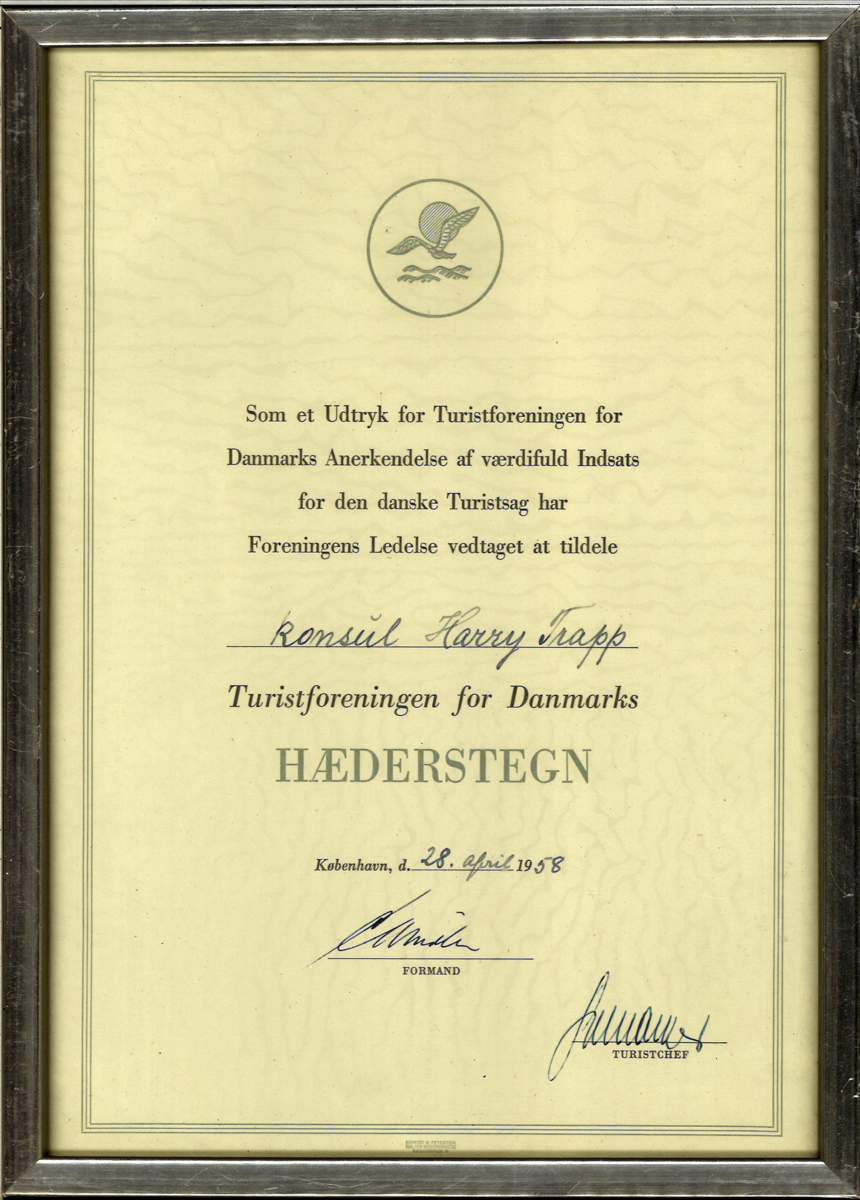 Som et Udtryk for Turistforeningen for
Danmarks Anerkendelse af værdifuld Indsats
for den danske Turistsag har
Foreningens Ledelse vedtaget at tildele
Konsul Harry Trapp
Turistforeningen for Danmarks
HÆDERSTEGN
København, d. 28. april 1958
FORMAND
TURISTCHEF